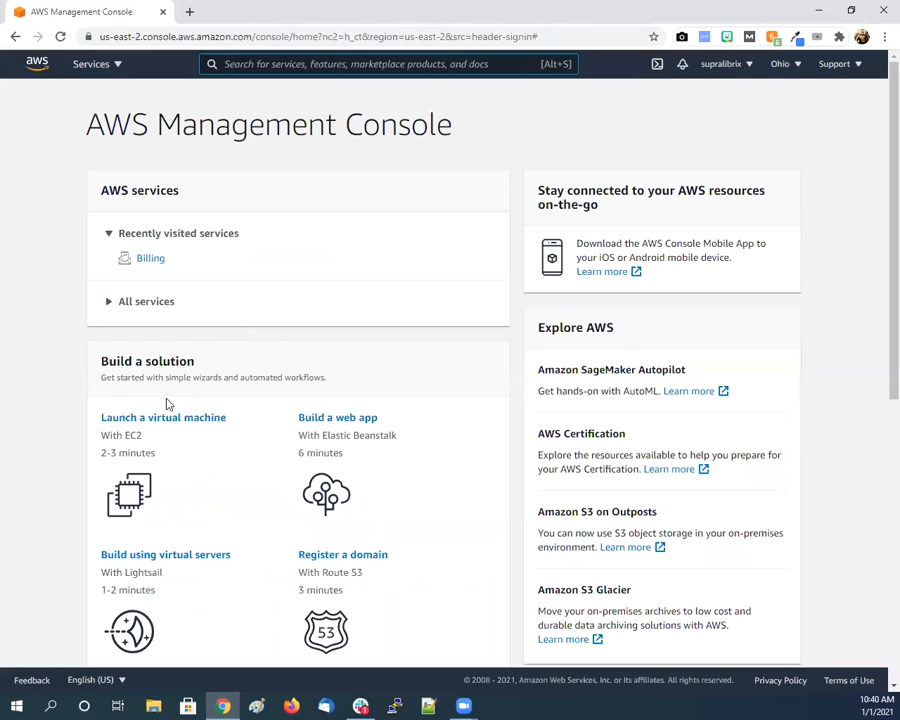 AWS Management Console
us-east-2.console.aws.amazon.com/console/home?nc2=h_ct&region=us-east-2&src=header-signin#
aws Services Search for services, features, marketplace products, and docs [Alt+S] supralibrix Ohio Support
AWS Management Console
AWS services
Recently visited services
Billing
All services
Build a solution
Get started with simple wizards and automated workflows.
Launch a virtual machine
With EC2
2-3 minutes
Build a web app
With Elastic Beanstalk
6 minutes
Build using virtual servers
With Lightsail
1-2 minutes
Register a domain
With Route 53
3 minutes
53
Stay connected to your AWS resources
on-the-go
Download the AWS Console Mobile App to
your iOS or Android mobile device.
Learn more
Explore AWS
Amazon SageMaker Autopilot
Get hands-on with AutoML. Learn more
AWS Certification
Explore the resources available to help you prepare for
your AWS Certification. Learn more
Amazon S3 on Outposts
You can now use S3 object storage in your on-premises
environment. Learn more
Amazon S3 Glacier
Move your on-premises archives to low cost and
durable data archiving solutions with AWS.
Learn more
Feedback English (US) © 2008 - 2021, Amazon Web Services, Inc. or its affiliates. All rights reserved. Privacy Policy Terms of Use
10:40 AM
1/1/2021